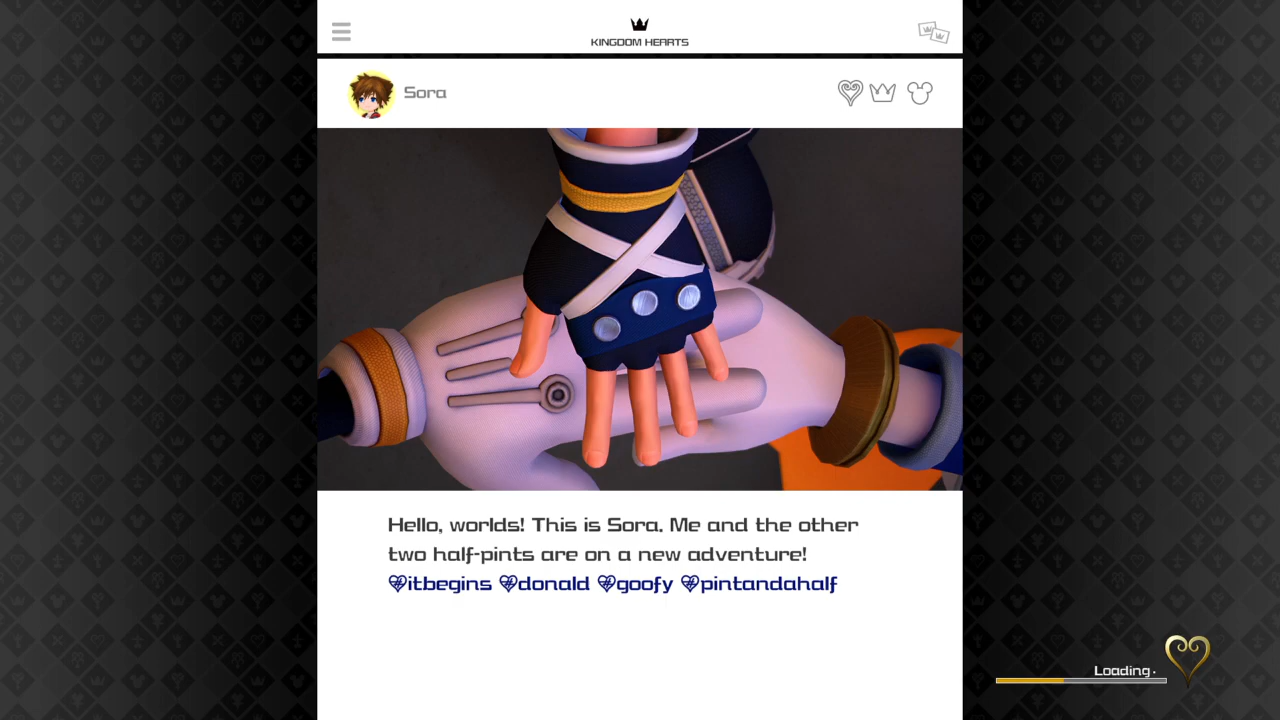 KINGDOM HEARTS
Sora
Hello, worlds! This is Sora. Me and the other
two half-pints are on a new adventure!
itbegins donald goofy pintandahalf
Loading.